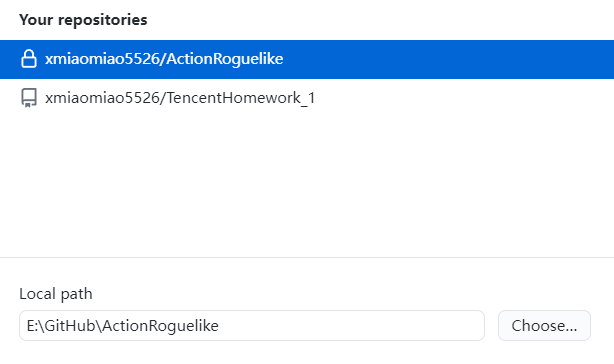 Your repositories
xmiaomiao5526/ActionRoguelike
xmiaomiao5526/TencentHomework_1
Local path
E:\GitHub\ActionRoguelike
Choose...